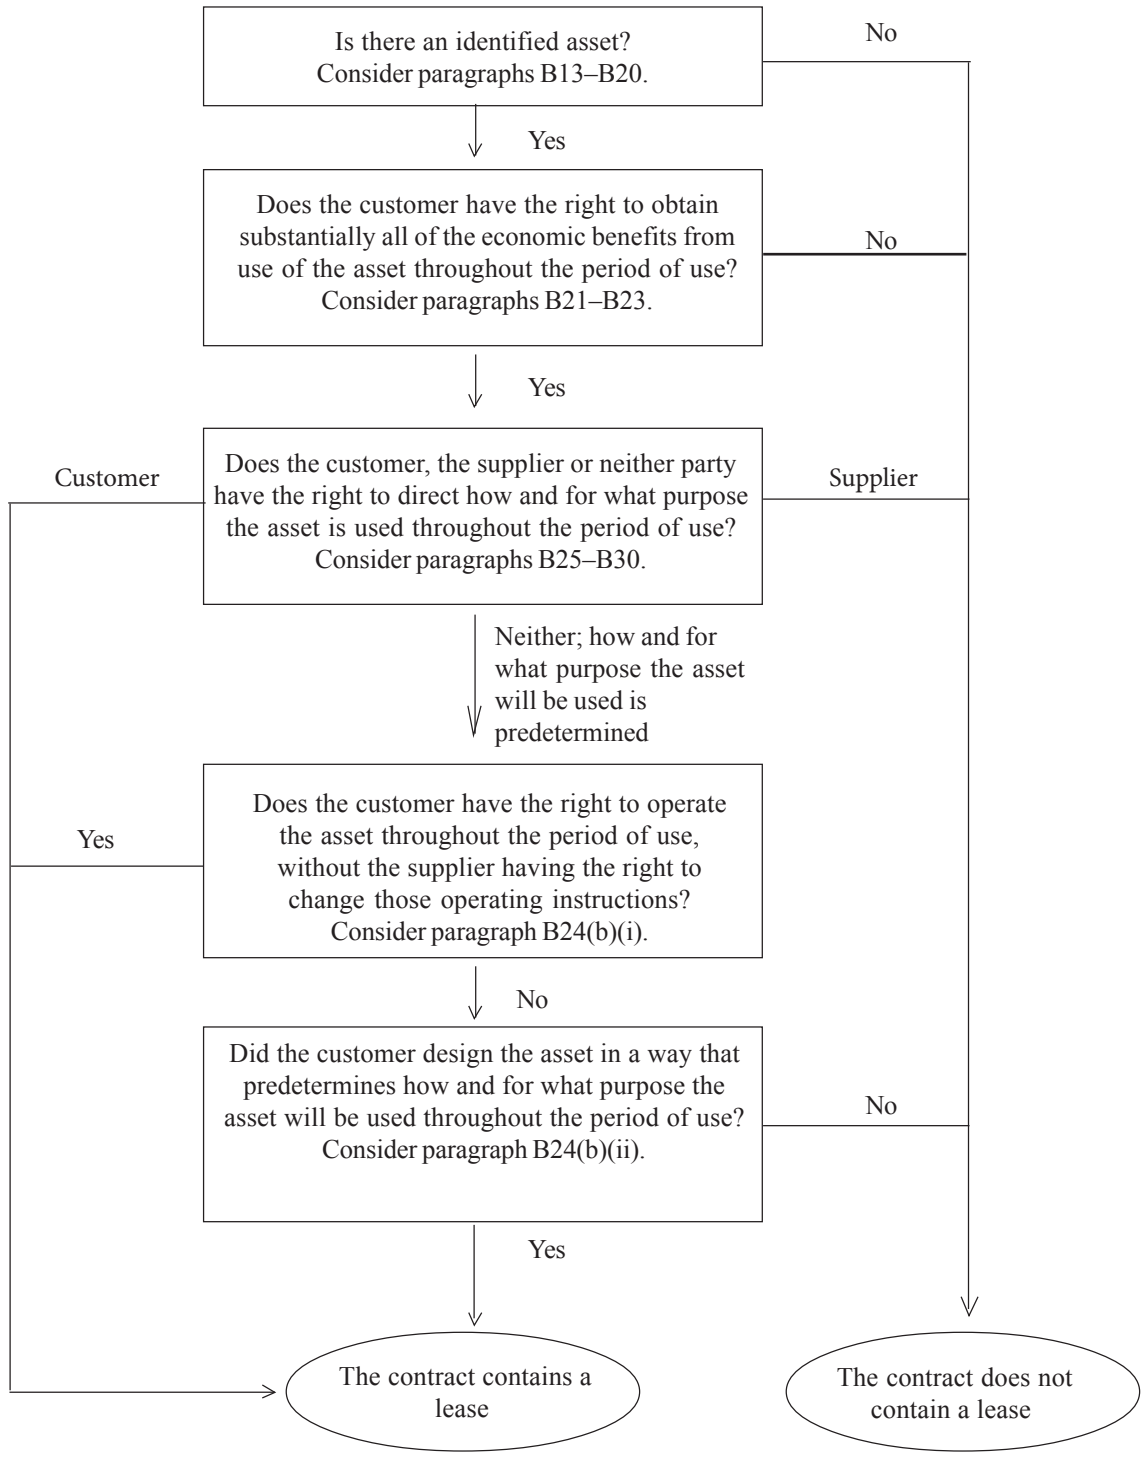 Is there an identified asset?
Consider paragraphs B13–B20.
No
Yes
Does the customer have the right to obtain
substantially all of the economic benefits from
use of the asset throughout the period of use?
Consider paragraphs B21–B23.
No
Yes
Customer
Does the customer, the supplier or neither party
have the right to direct how and for what purpose
the asset is used throughout the period of use?
Consider paragraphs B25–B30.
Supplier
Neither; how and for
what purpose the asset
will be used is
predetermined
Does the customer have the right to operate
the asset throughout the period of use,
without the supplier having the right to
change those operating instructions?
Consider paragraph B24(b)(i).
Yes
No
Did the customer design the asset in a way that
predetermines how and for what purpose the
asset will be used throughout the period of use?
Consider paragraph B24(b)(ii).
No
Yes
The contract contains a
lease
The contract does not
contain a lease